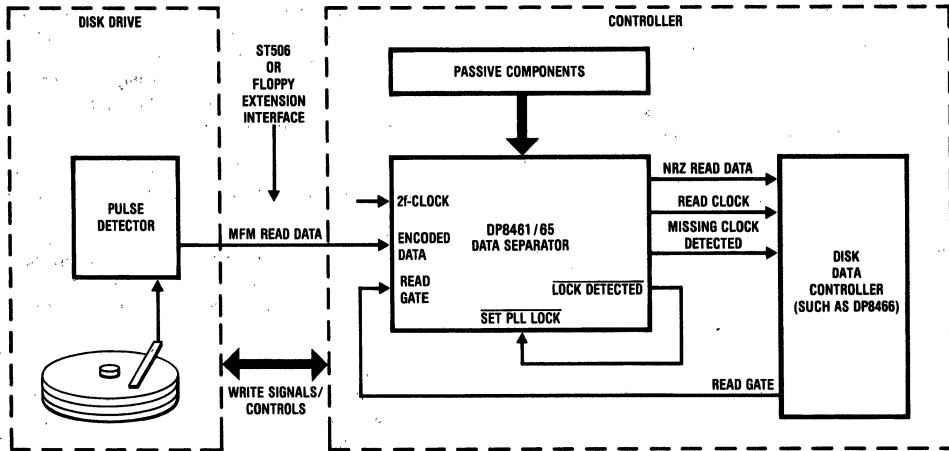 DISK DRIVE
CONTROLLER
ST506
OR
FLOPPY
EXTENSION
INTERFACE
PASSIVE COMPONENTS
PULSE
DETECTOR
MFM READ DATA
2f-CLOCK
ENCODED
DATA
READ
GATE
DP8461/65
DATA SEPARATOR
LOCK DETECTED
SET PLL LOCK
NRZ READ DATA
READ CLOCK
MISSING CLOCK
DETECTED
DISK
DATA
CONTROLLER
(SUCH AS DP8466)
WRITE SIGNALS/
CONTROLS
READ GATE